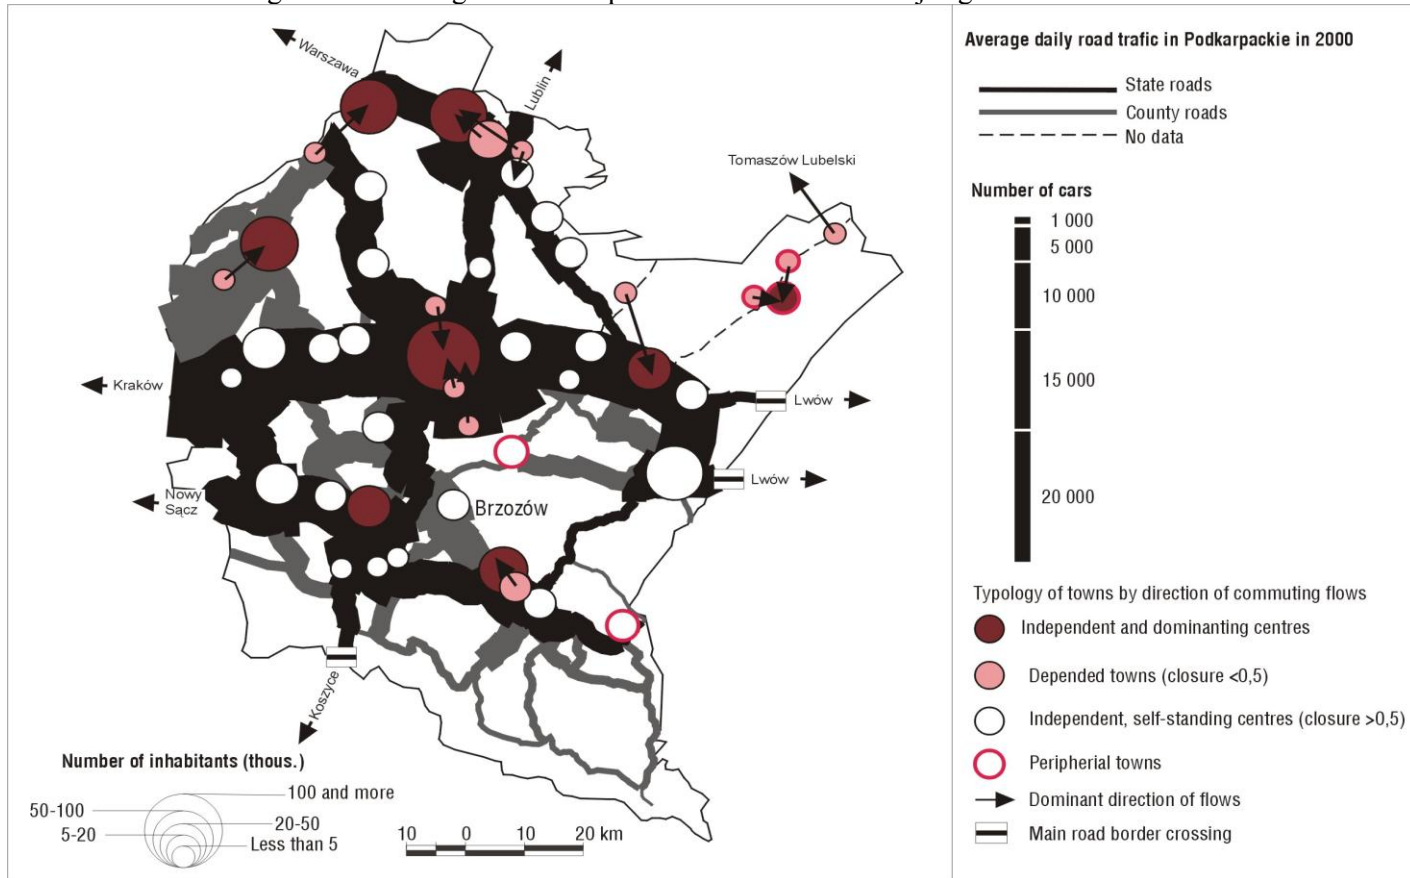 Warszawa
Lublin
Tomaszów Lubelski
Kraków
Lwów
Lwów
Nowy
Sącz
Brzozów
Koszyce
Number of inhabitants (thous.)
100 and more
50-100
20-50
5-20
Less than 5
10 0 10 20 km
Average daily road trafic in Podkarpackie in 2000
State roads
County roads
No data
Number of cars
1 000
5 000
10 000
15 000
20 000
Typology of towns by direction of commuting flows
Independent and dominanting centres
Depended towns (closure <0,5)
Independent, self-standing centres (closure >0,5)
Peripherial towns
Dominant direction of flows
Main road border crossing